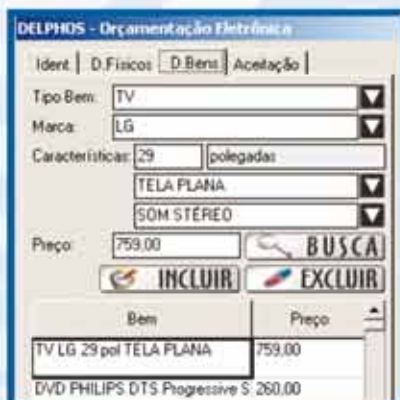 DELPHOS - Orçamentação Eletrônica
Ident. D.Físicos D.Bens Aceitação
Tipo Bem: TV
Marca: LG
Características: 29 polegadas
TELA PLANA
SOM STÉREO
Preço: 759,00 BUSCA
INCLUIR EXCLUIR
Bem Preço
TV LG 29 pol TELA PLANA 759,00
DVD PHILIPS DTS Progressive S 260,00